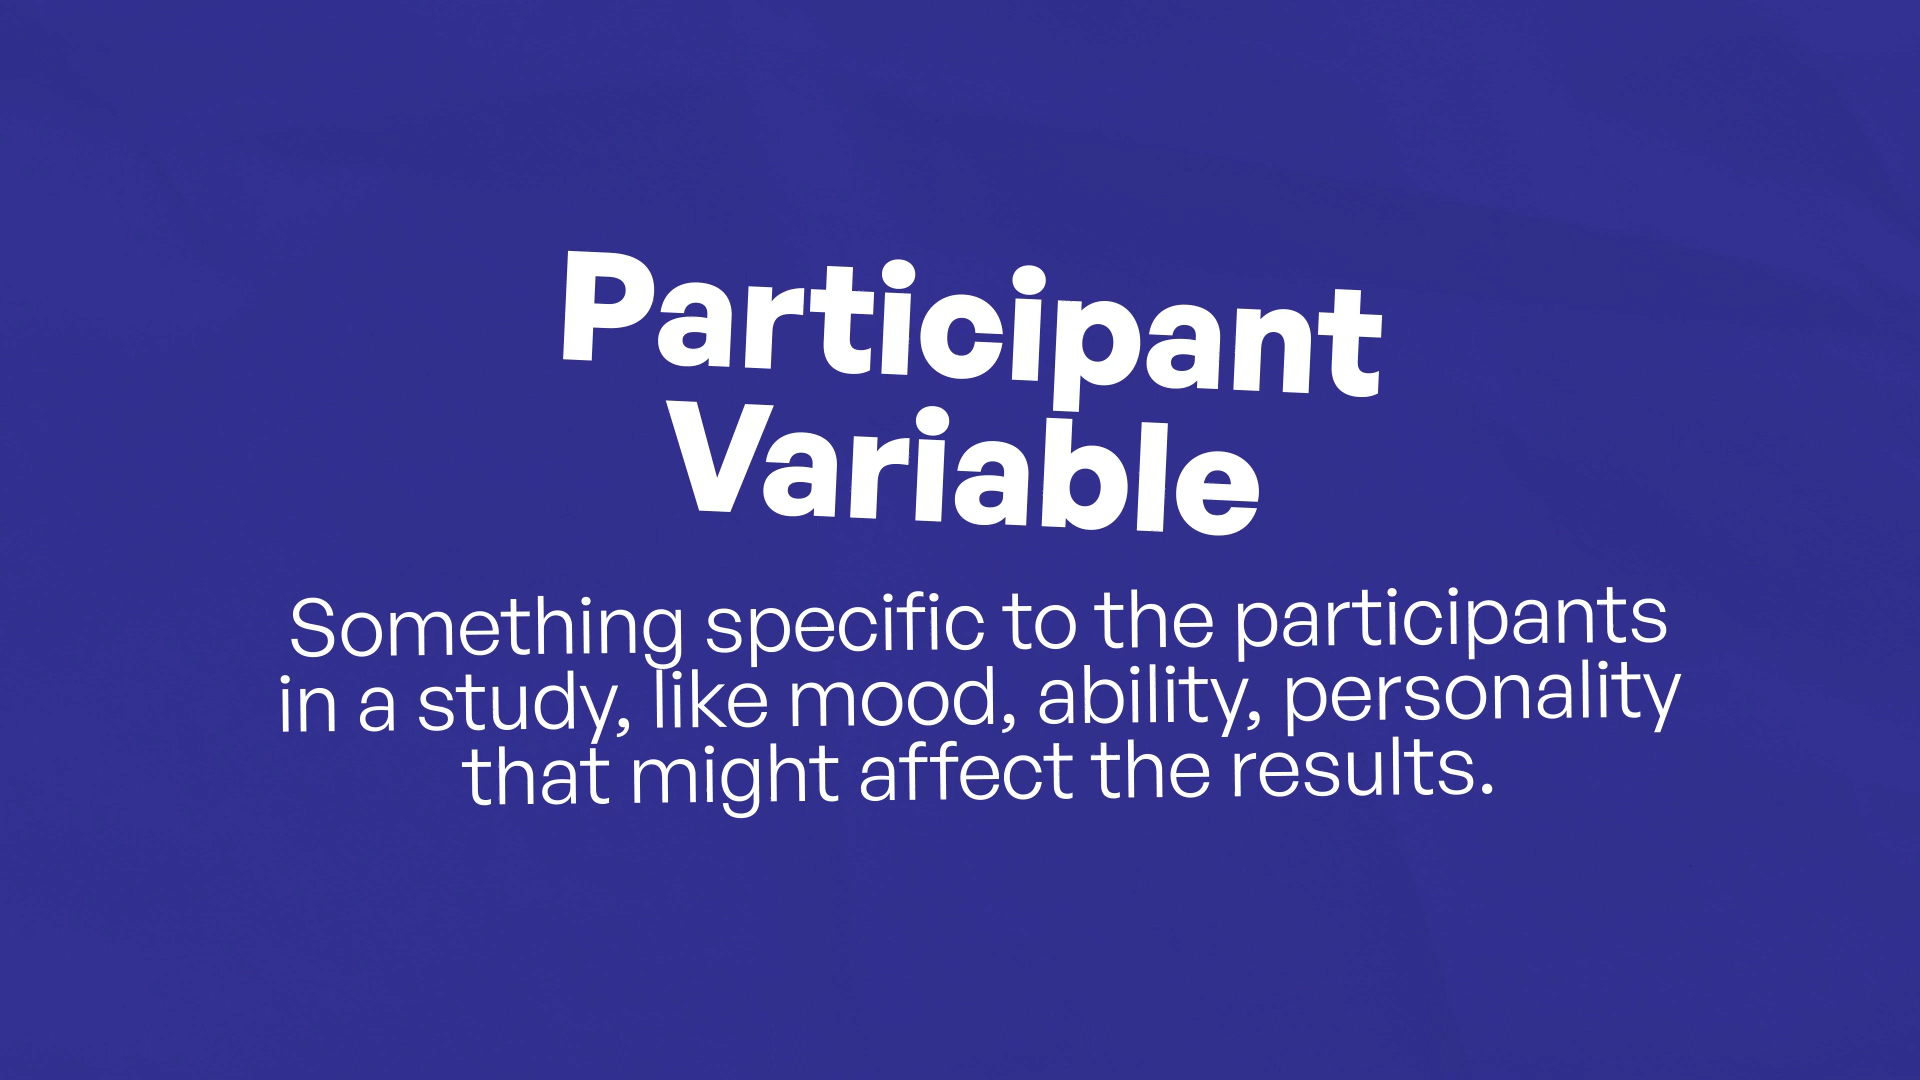 Participant
Variable
Something specific to the participants
in a study, like mood, ability, personality
that might affect the results.